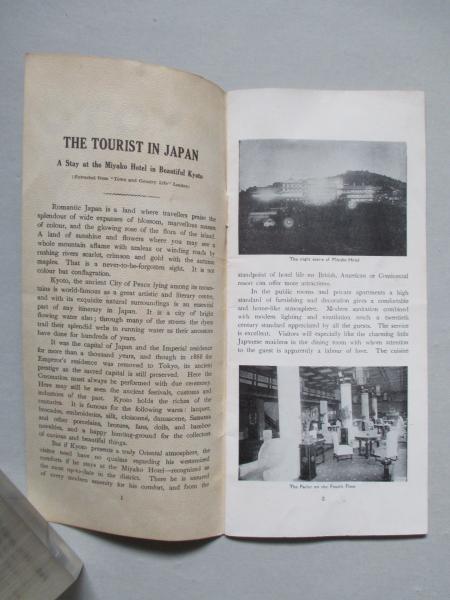 THE TOURIST IN JAPAN
A Stay at the Miyako Hotel in Beautiful Kyoto
(Extracted from "Town and Country Life" London)
Romantic Japan is a land where travellers praise the
splendour of wide expanses of blossom, marvellous masses
of colour, and the glowing rose of the flora of the island.
A land of sunshine and flowers where you may see a
whole mountain aflame with azaleas or winding roads by
rushing rivers scarlet, crimson and gold with the autumn
maples. That is a never-to-be-forgotten sight. It is not
colour but conflagration.
Kyoto, the ancient City of Peace lying among its moun-
tains is world-famous as a great artistic and literary centre,
and with its exquisite natural surroundings is an essential
part of any itinerary in Japan. It is a city of bright
flowing water also; through many of the streets the dyers
trail their splendid webs in running water as their ancestors
have done for hundreds of years.
It was the capital of Japan and the Imperial residence
for more than a thousand years, and though in 1868 the
Emperor's residence was removed to Tokyo, its ancient
prestige as the sacred capital is still preserved. Here the
Coronation must always be performed with due ceremony.
Here may still be seen the ancient festivals, customs and
industries of the past. Kyoto holds the riches of the
centuries. It is famous for the following wares: lacquer,
brocades, embroideries, silk, cloisonné, damascene, Satsuma
and other porcelains, bronzes, fans, dolls, and bamboo
novelties, and a happy hunting-ground for the collectors
of curious and beautiful things.
But if Kyoto presents a truly Oriental atmosphere, the
visitor need have no qualms regarding his westernized
comforts if he stays at the Miyako Hotel—recognized as
the most up-to-date in the district. There he is assured
of every modern amenity for his comfort, and from the
1
The night scene of Miyako Hotel
standpoint of hotel life no British, American or Continental
resort can offer more attractions.
In the public rooms and private apartments a high
standard of furnishing and decoration gives a comfortable
and home-like atmosphere. Modern sanitation combined
with modern lighting and ventilation reach a twentieth
century standard appreciated by all the guests. The service
is excellent. Visitors will especially like the charming little
Japanese maidens in the dining room with whom attention
to the guest is apparently a labour of love. The cuisine
The Parlor on the Fourth Floor
2